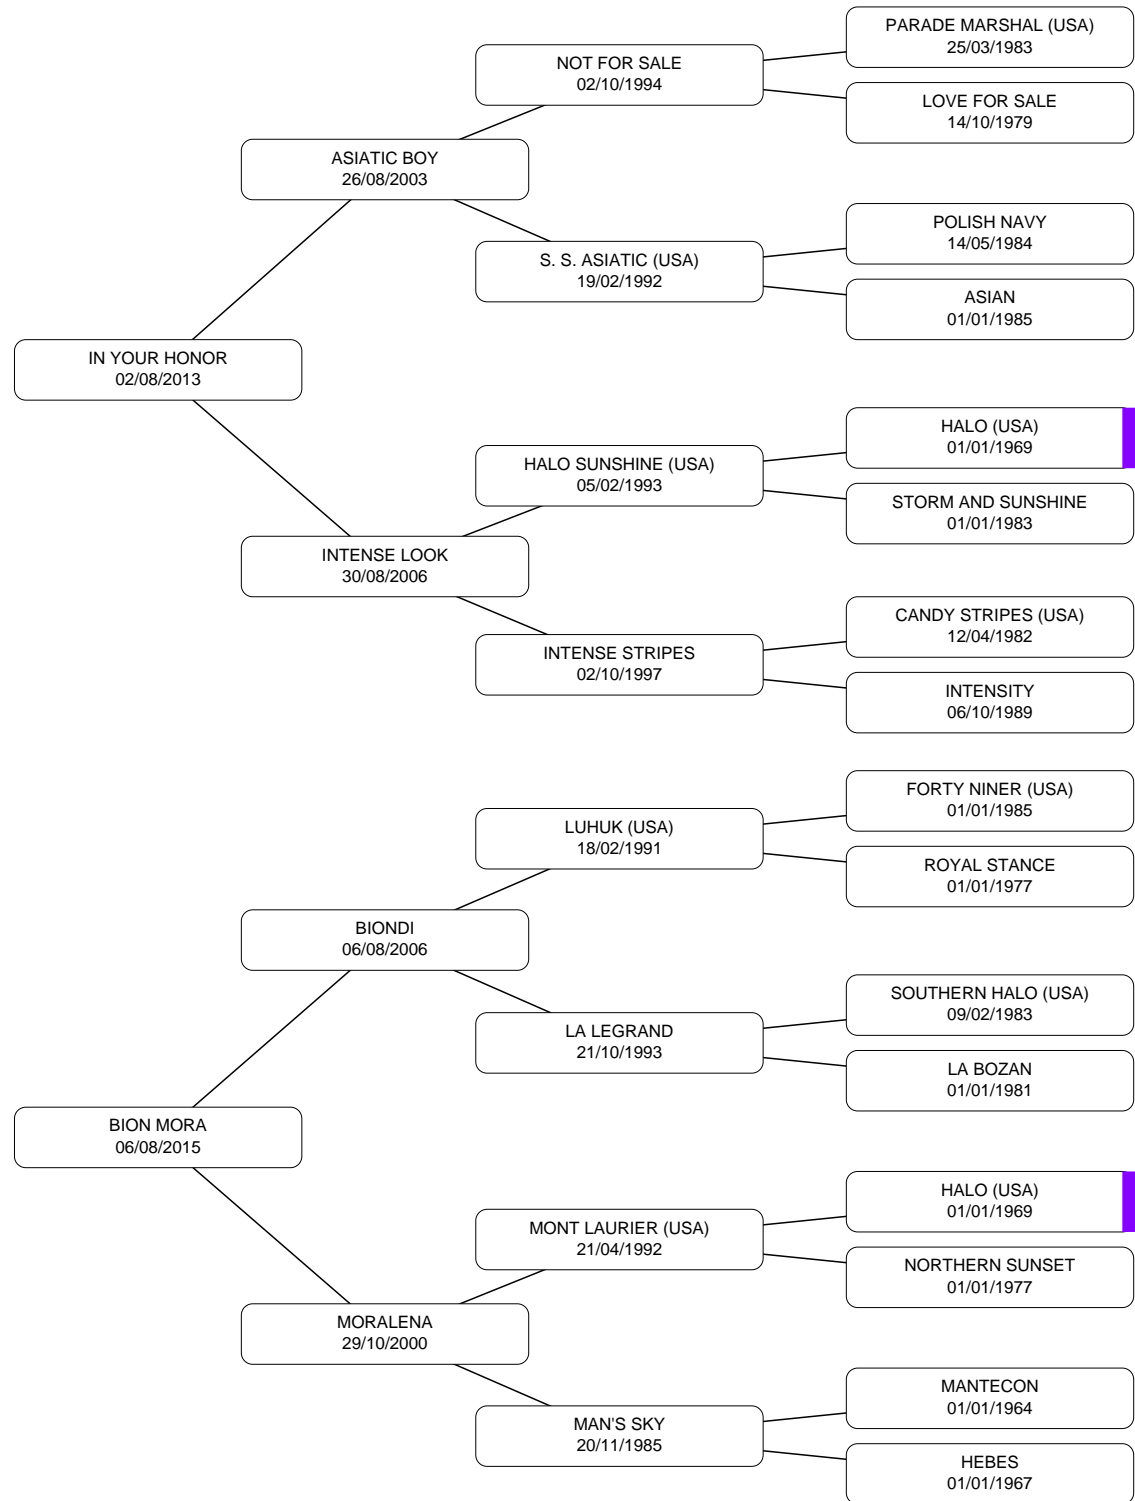 PARADE MARSHAL (USA)
25/03/1983
NOT FOR SALE
02/10/1994
LOVE FOR SALE
14/10/1979
ASIATIC BOY
26/08/2003
POLISH NAVY
14/05/1984
S. S. ASIATIC (USA)
19/02/1992
ASIAN
01/01/1985
IN YOUR HONOR
02/08/2013
HALO (USA)
01/01/1969
HALO SUNSHINE (USA)
05/02/1993
STORM AND SUNSHINE
01/01/1983
INTENSE LOOK
30/08/2006
CANDY STRIPES (USA)
12/04/1982
INTENSE STRIPES
02/10/1997
INTENSITY
06/10/1989
FORTY NINER (USA)
01/01/1985
LUHUK (USA)
18/02/1991
ROYAL STANCE
01/01/1977
BIONDI
06/08/2006
SOUTHERN HALO (USA)
09/02/1983
LA LEGRAND
21/10/1993
LA BOZAN
01/01/1981
BION MORA
06/08/2015
HALO (USA)
01/01/1969
MONT LAURIER (USA)
21/04/1992
NORTHERN SUNSET
01/01/1977
MORALENA
29/10/2000
MANTECON
01/01/1964
MAN'S SKY
20/11/1985
HEBES
01/01/1967